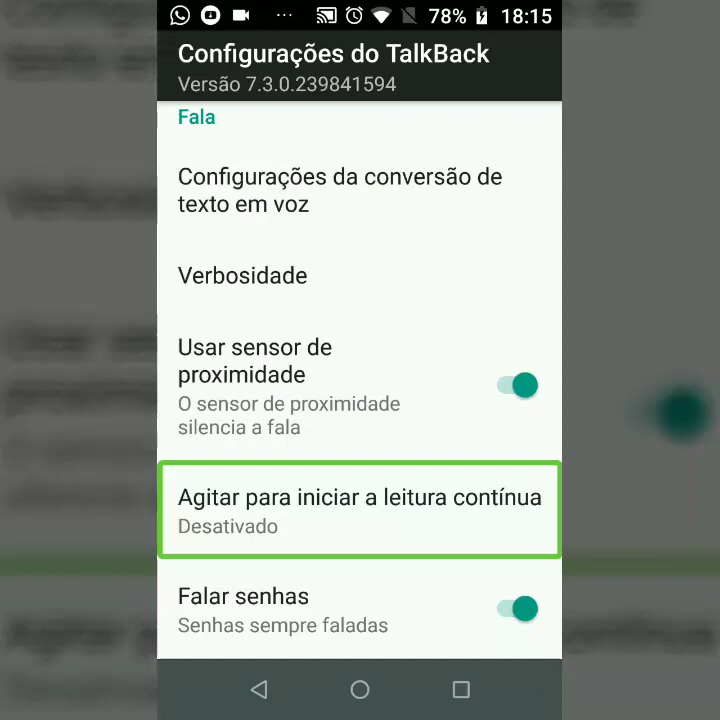 78% 18:15
Configurações do TalkBack
Versão 7.3.0.239841594
Fala
Configurações da conversão de
texto em voz
Verbosidade
Usar sensor de
proximidade
O sensor de proximidade
silencia a fala
Agitar para iniciar a leitura contínua
Desativado
Falar senhas
Senhas sempre faladas